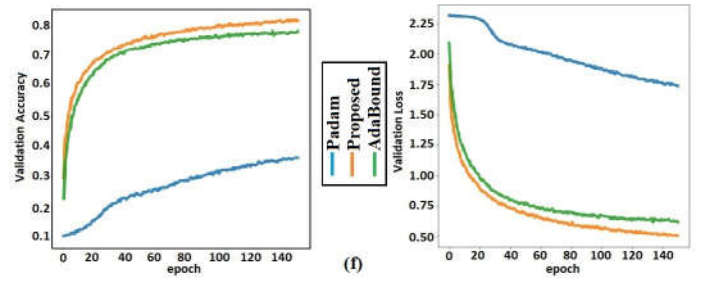 0.8
0.7
0.6
0.5
0.4
0.3
0.2
0.1
Validation Accuracy
0 20 40 60 80 100 120 140
epoch
Padam
Proposed
AdaBound
(f)
2.25
2.00
1.75
1.50
1.25
1.00
0.75
0.50
Validation Loss
0 20 40 60 80 100 120 140
epoch